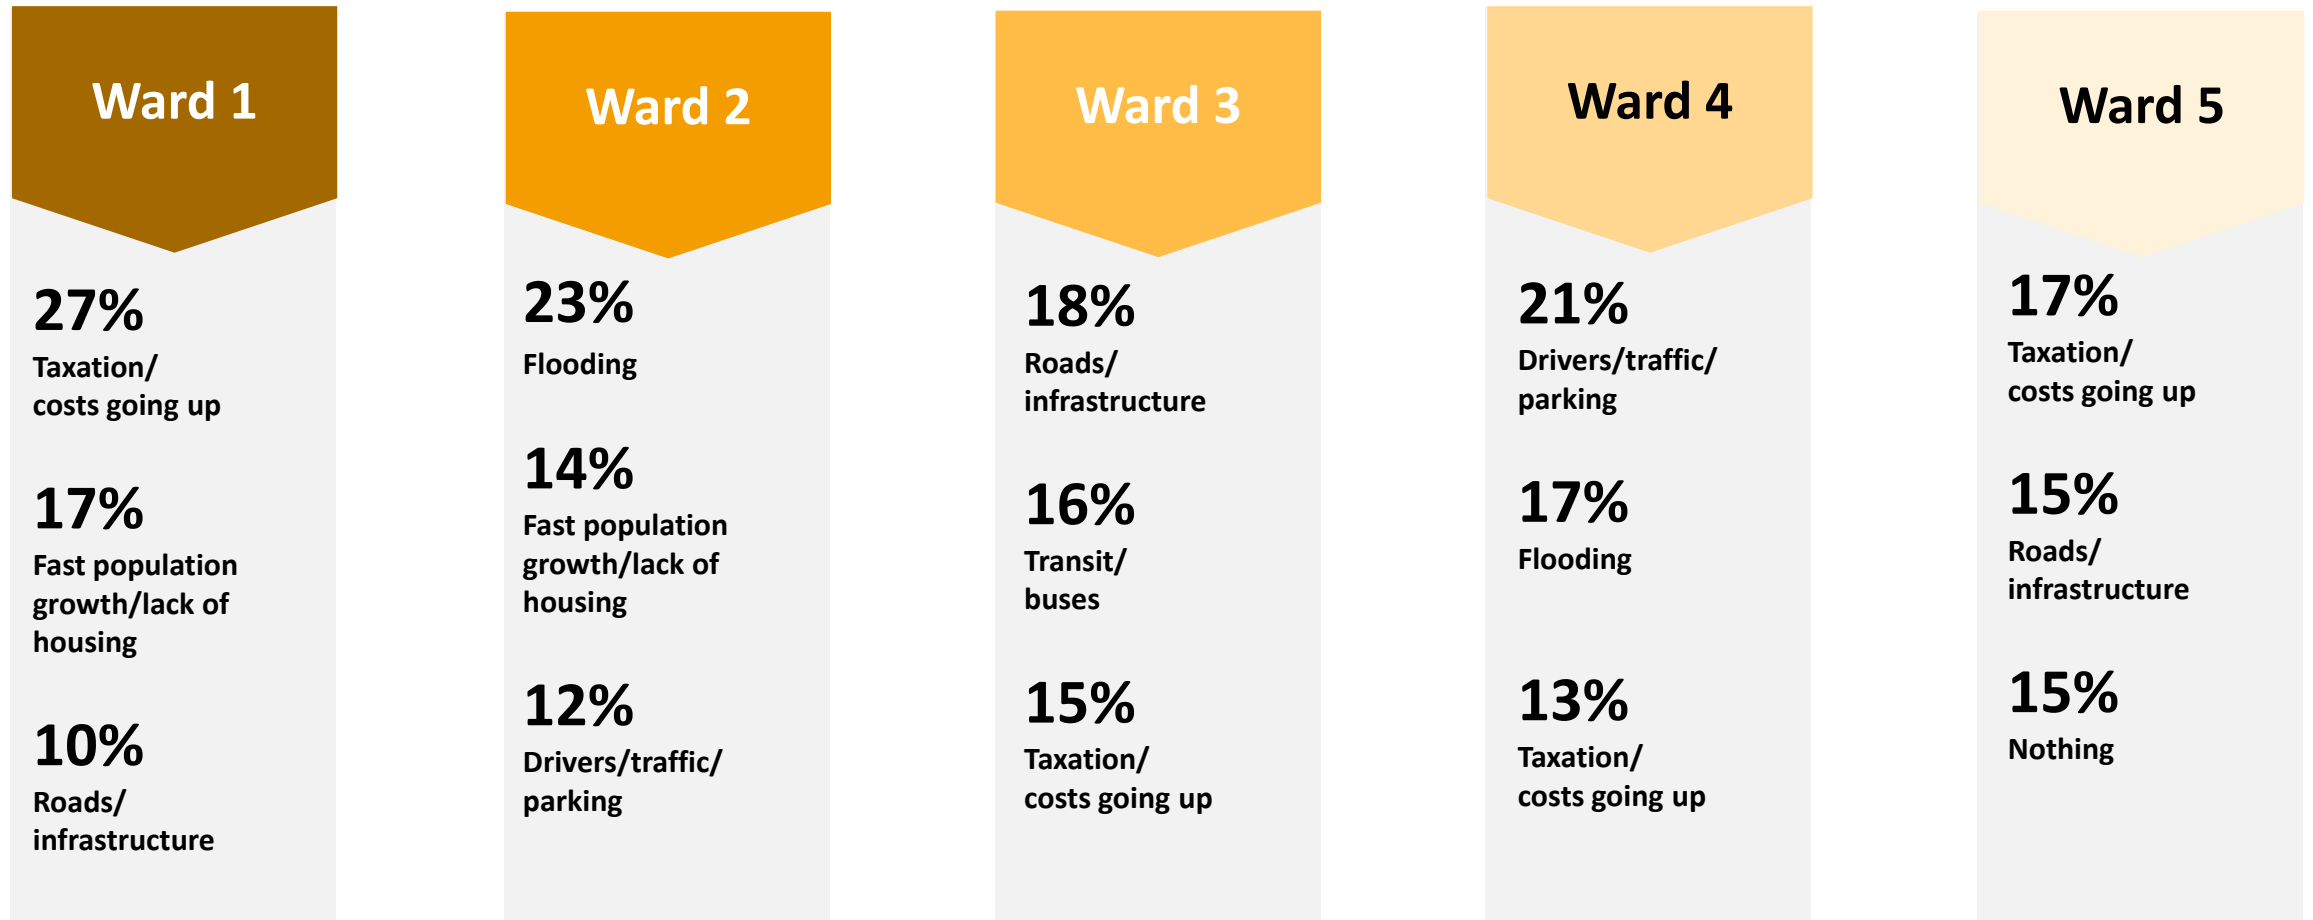 Ward 1
27%
Taxation/
costs going up
17%
Fast population
growth/lack of
housing
10%
Roads/
infrastructure
Ward 2
23%
Flooding
14%
Fast population
growth/lack of
housing
12%
Drivers/traffic/
parking
Ward 3
18%
Roads/
infrastructure
16%
Transit/
buses
15%
Taxation/
costs going up
Ward 4
21%
Drivers/traffic/
parking
17%
Flooding
13%
Taxation/
costs going up
Ward 5
17%
Taxation/
costs going up
15%
Roads/
infrastructure
15%
Nothing